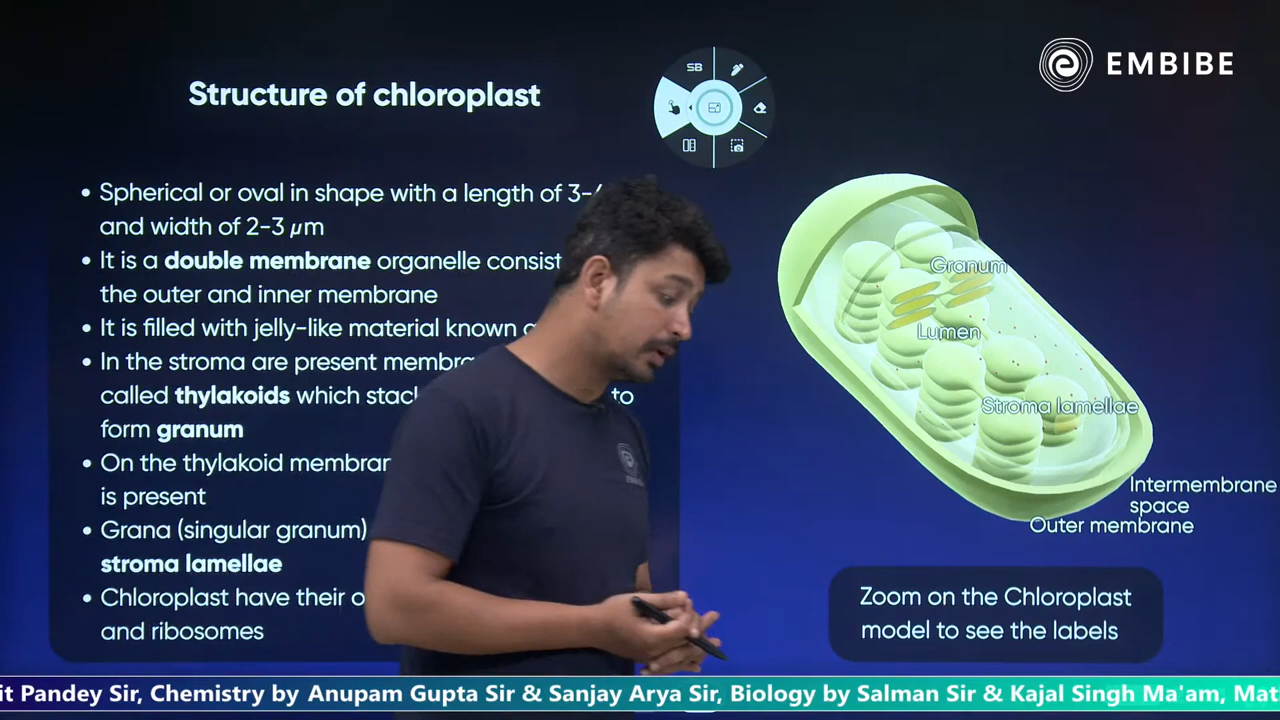 EMBIBE
SB
Structure of chloroplast
• Spherical or oval in shape with a length of 3-
and width of 2-3 µm
• It is a double membrane organelle consist
the outer and inner membrane
• It is filled with jelly-like material known
• In the stroma are present
called thylakoids which to
form granum
• On the thylakoid
is present
• Grana (singular granum)
stroma lamellae
• Chloroplast have their
and ribosomes
Granum
Lumen
Stroma lamellae
Intermembrane
space
Outer membrane
Zoom on the Chloroplast
model to see the labels
Pandey Sir, Chemistry by Anupam Gupta Sir & Sanjay Arya Sir, Biology by Salman Sir & Kajal Singh Ma'am, Mat